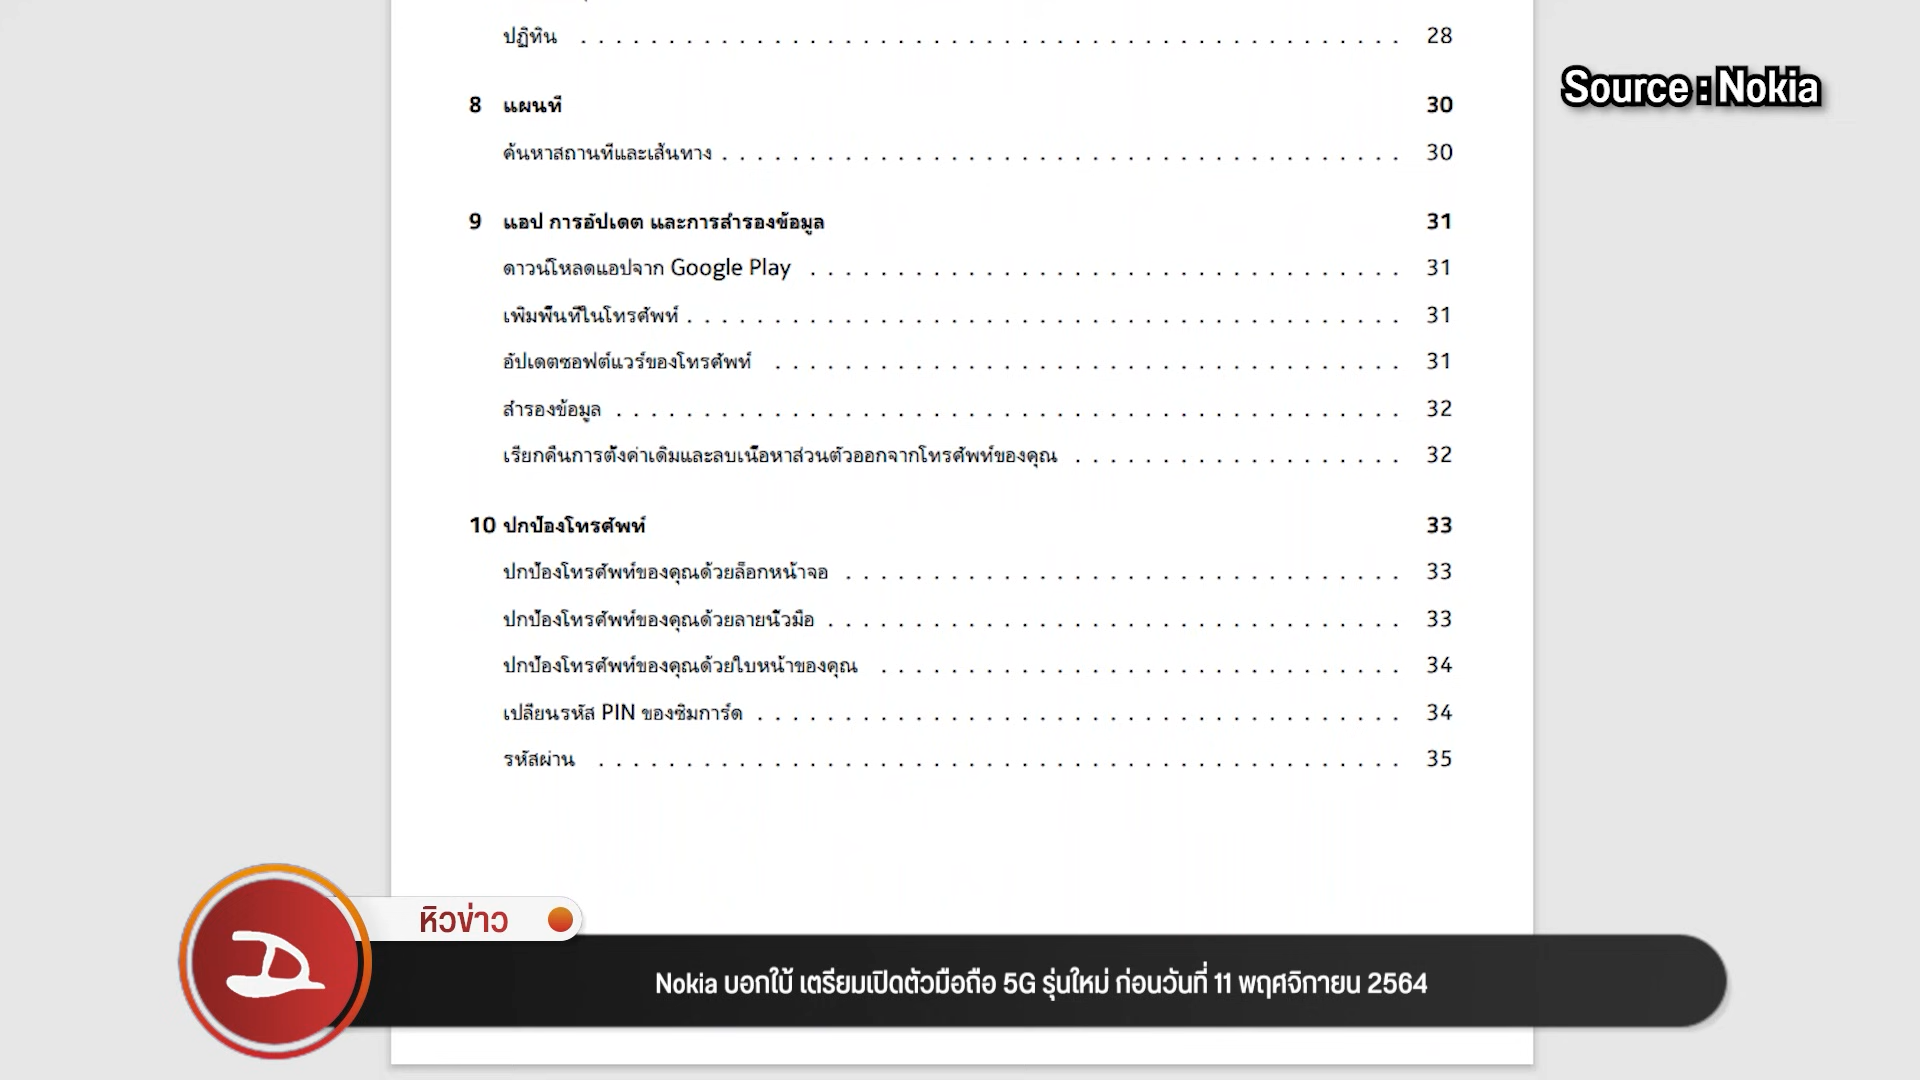 ปฏิทิน . . . . . . . . . . . . . . . . . . . . . . . . . . . . . . . . . . . . . . . . . . . . . . . 28
Source : Nokia
8 แผนที่ 30
ค้นหาสถานที่และเส้นทาง . . . . . . . . . . . . . . . . . . . . . . . . . . . . . . . . . . . . . . . 30
9 แอป การอัปเดต และการสำรองข้อมูล 31
ดาวน์โหลดแอปจาก Google Play . . . . . . . . . . . . . . . . . . . . . . . . . . . . . . . . . . 31
เพิ่มพื้นที่ในโทรศัพท์ . . . . . . . . . . . . . . . . . . . . . . . . . . . . . . . . . . . . . . . . . 31
อัปเดตซอฟต์แวร์ของโทรศัพท์ . . . . . . . . . . . . . . . . . . . . . . . . . . . . . . . . . . . . 31
สำรองข้อมูล . . . . . . . . . . . . . . . . . . . . . . . . . . . . . . . . . . . . . . . . . . . . . 32
เรียกคืนการตั้งค่าเดิมและลบเนื้อหาส่วนตัวออกจากโทรศัพท์ของคุณ . . . . . . . . . . . . . . . . . . . 32
10 ปกป้องโทรศัพท์ 33
ปกป้องโทรศัพท์ของคุณด้วยล็อกหน้าจอ . . . . . . . . . . . . . . . . . . . . . . . . . . . . . . . . 33
ปกป้องโทรศัพท์ของคุณด้วยลายนิ้วมือ . . . . . . . . . . . . . . . . . . . . . . . . . . . . . . . . . 33
ปกป้องโทรศัพท์ของคุณด้วยใบหน้าของคุณ . . . . . . . . . . . . . . . . . . . . . . . . . . . . . . 34
เปลี่ยนรหัส PIN ของซิมการ์ด . . . . . . . . . . . . . . . . . . . . . . . . . . . . . . . . . . . . . 34
รหัสผ่าน . . . . . . . . . . . . . . . . . . . . . . . . . . . . . . . . . . . . . . . . . . . . . . 35
หิวข่าว
Nokia บอกใบ้ เตรียมเปิดตัวมือถือ 5G รุ่นใหม่ ก่อนวันที่ 11 พฤศจิกายน 2564